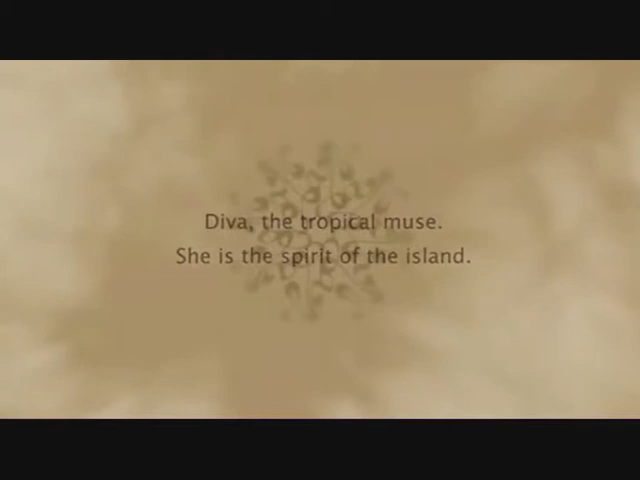 Diva, the tropical muse.
She is the spirit of the island.